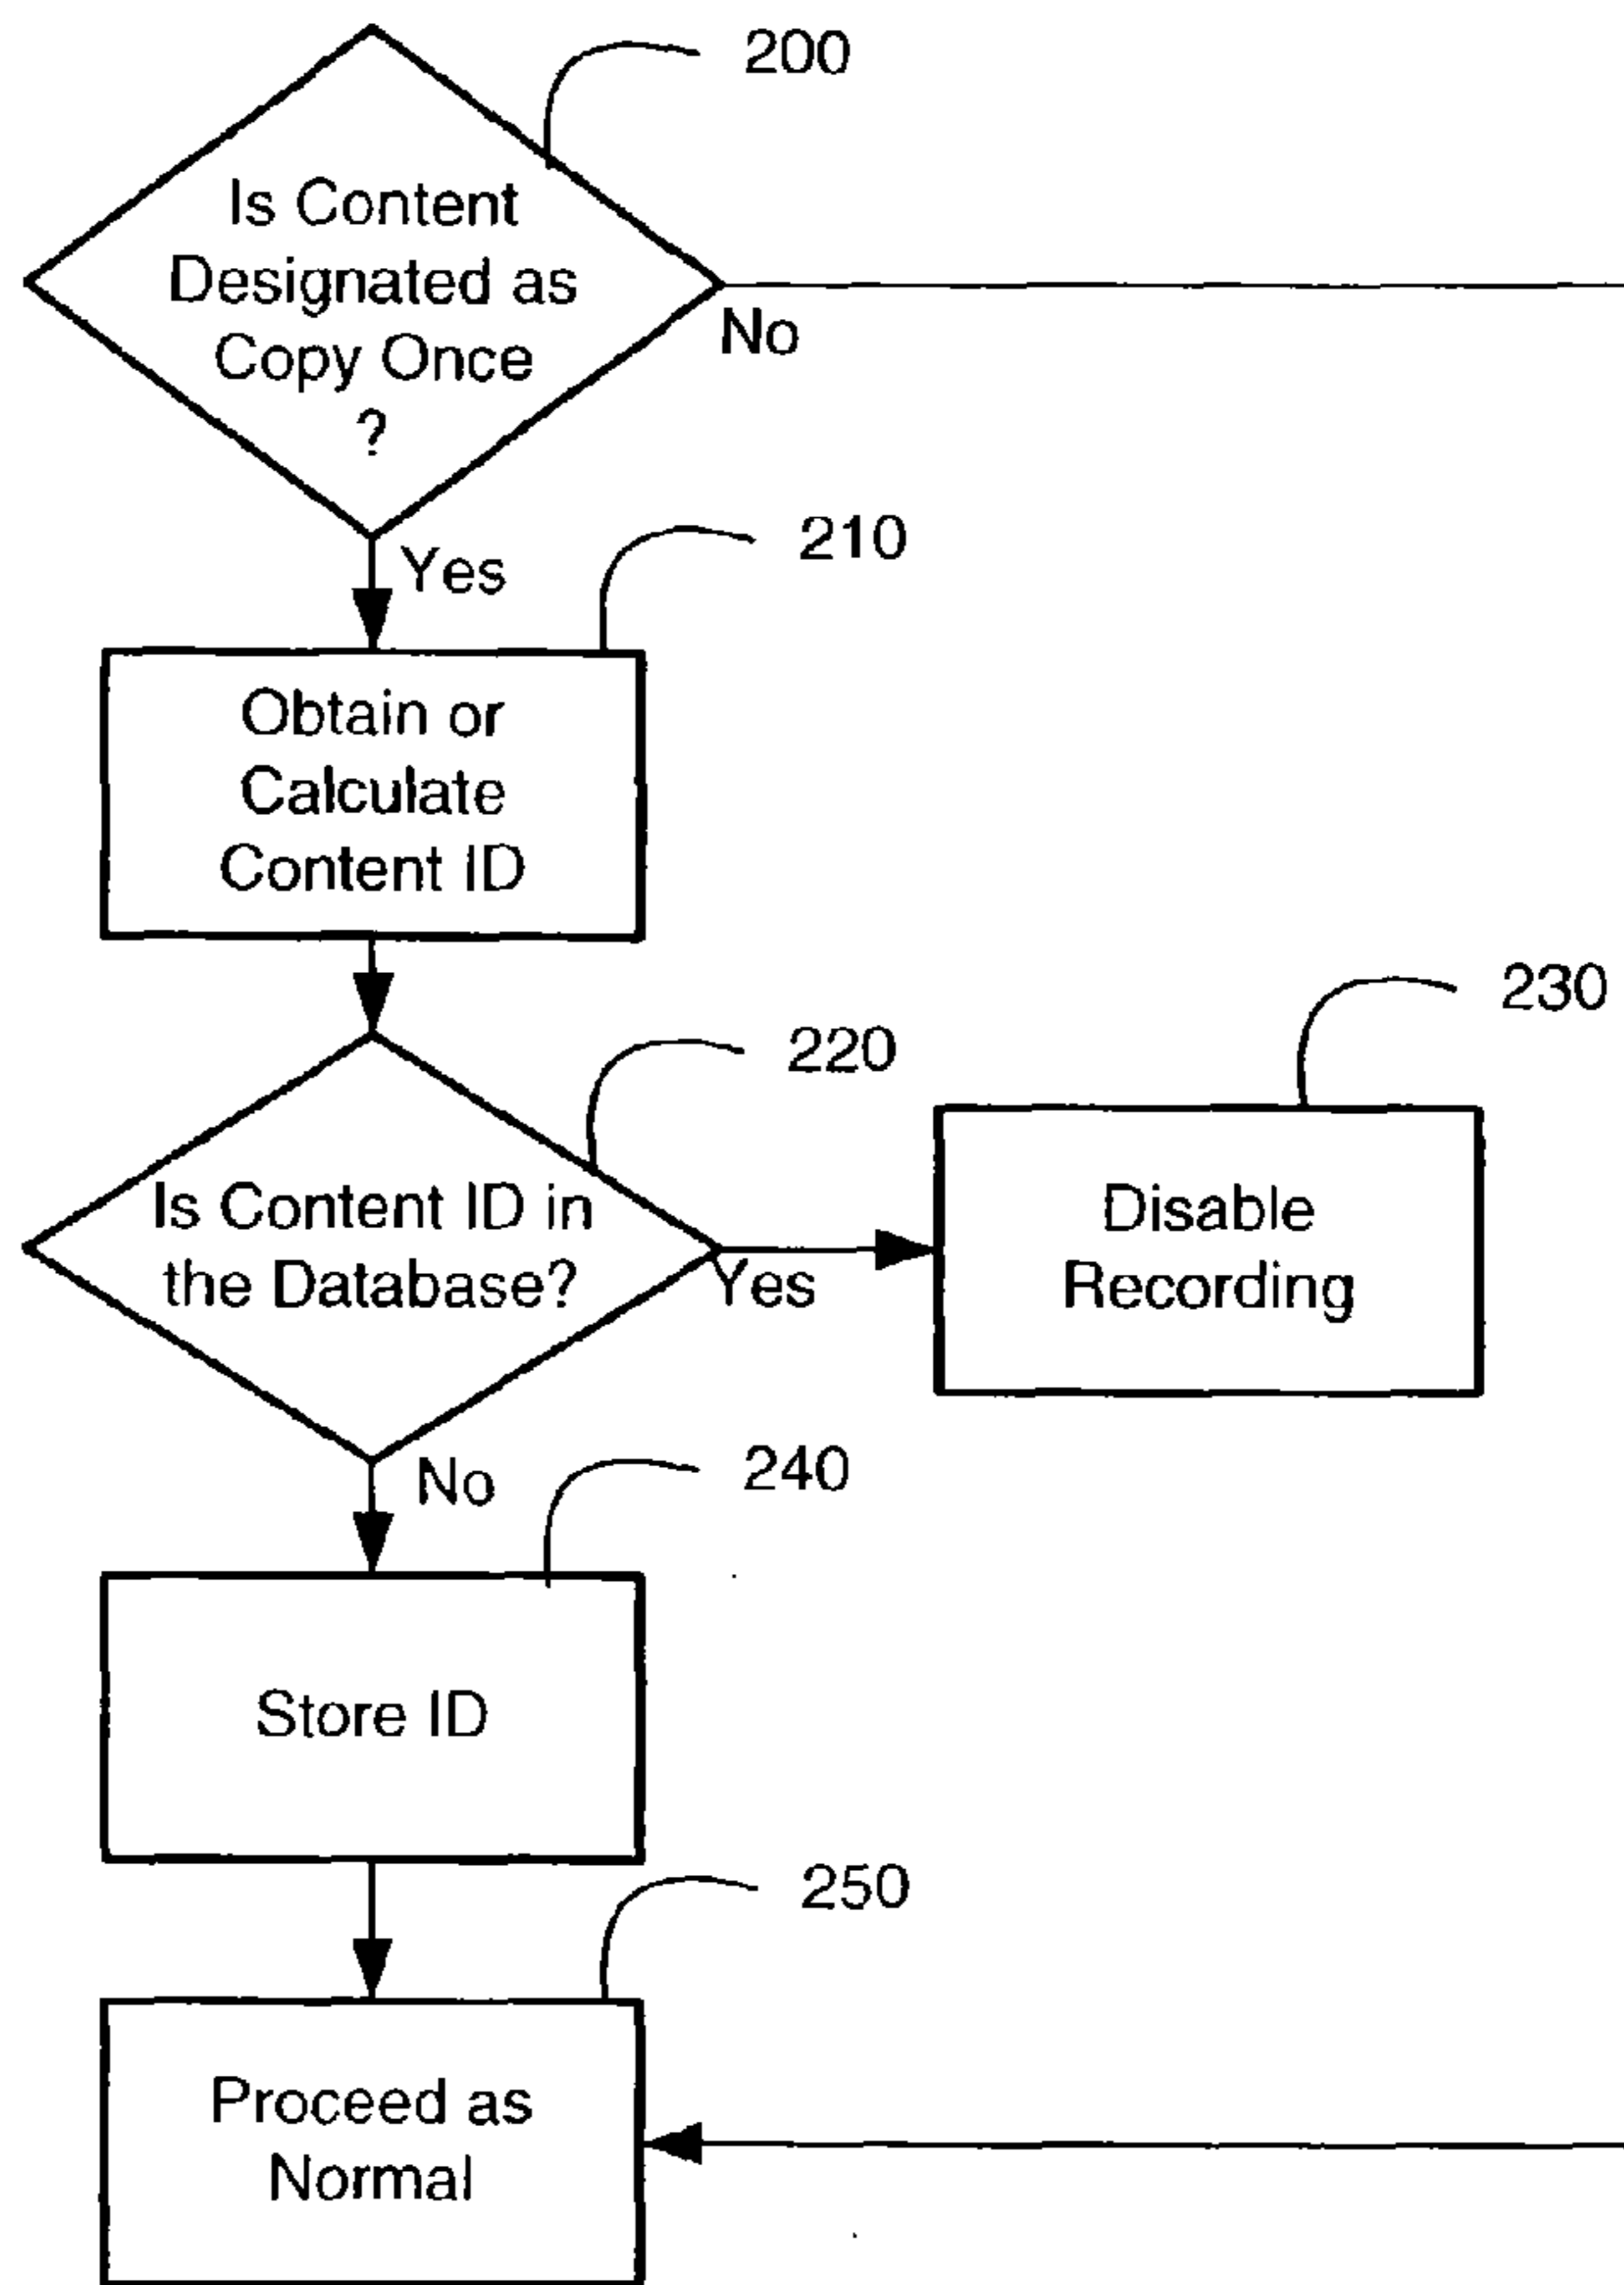 200
Is Content
Designated as
Copy Once
?
No
Yes
210
Obtain or
Calculate
Content ID
220
Is Content ID in
the Database?
Yes
230
Disable
Recording
No
240
Store ID
250
Proceed as
Normal